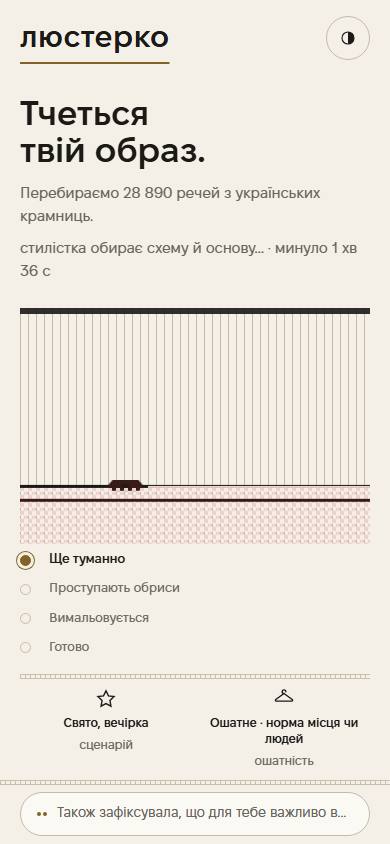 люстерко
Тчеться
твій образ.
Перебираємо 28 890 речей з українських
крамниць.
стилістка обирає схему й основу... · минуло 1 хв
36 с
Ще туманно
Проступають обриси
Вимальовується
Готово
Свято, вечірка
сценарій
Ошатне · норма місця чи
людей
ошатність
Також зафіксувала, що для тебе важливо в...